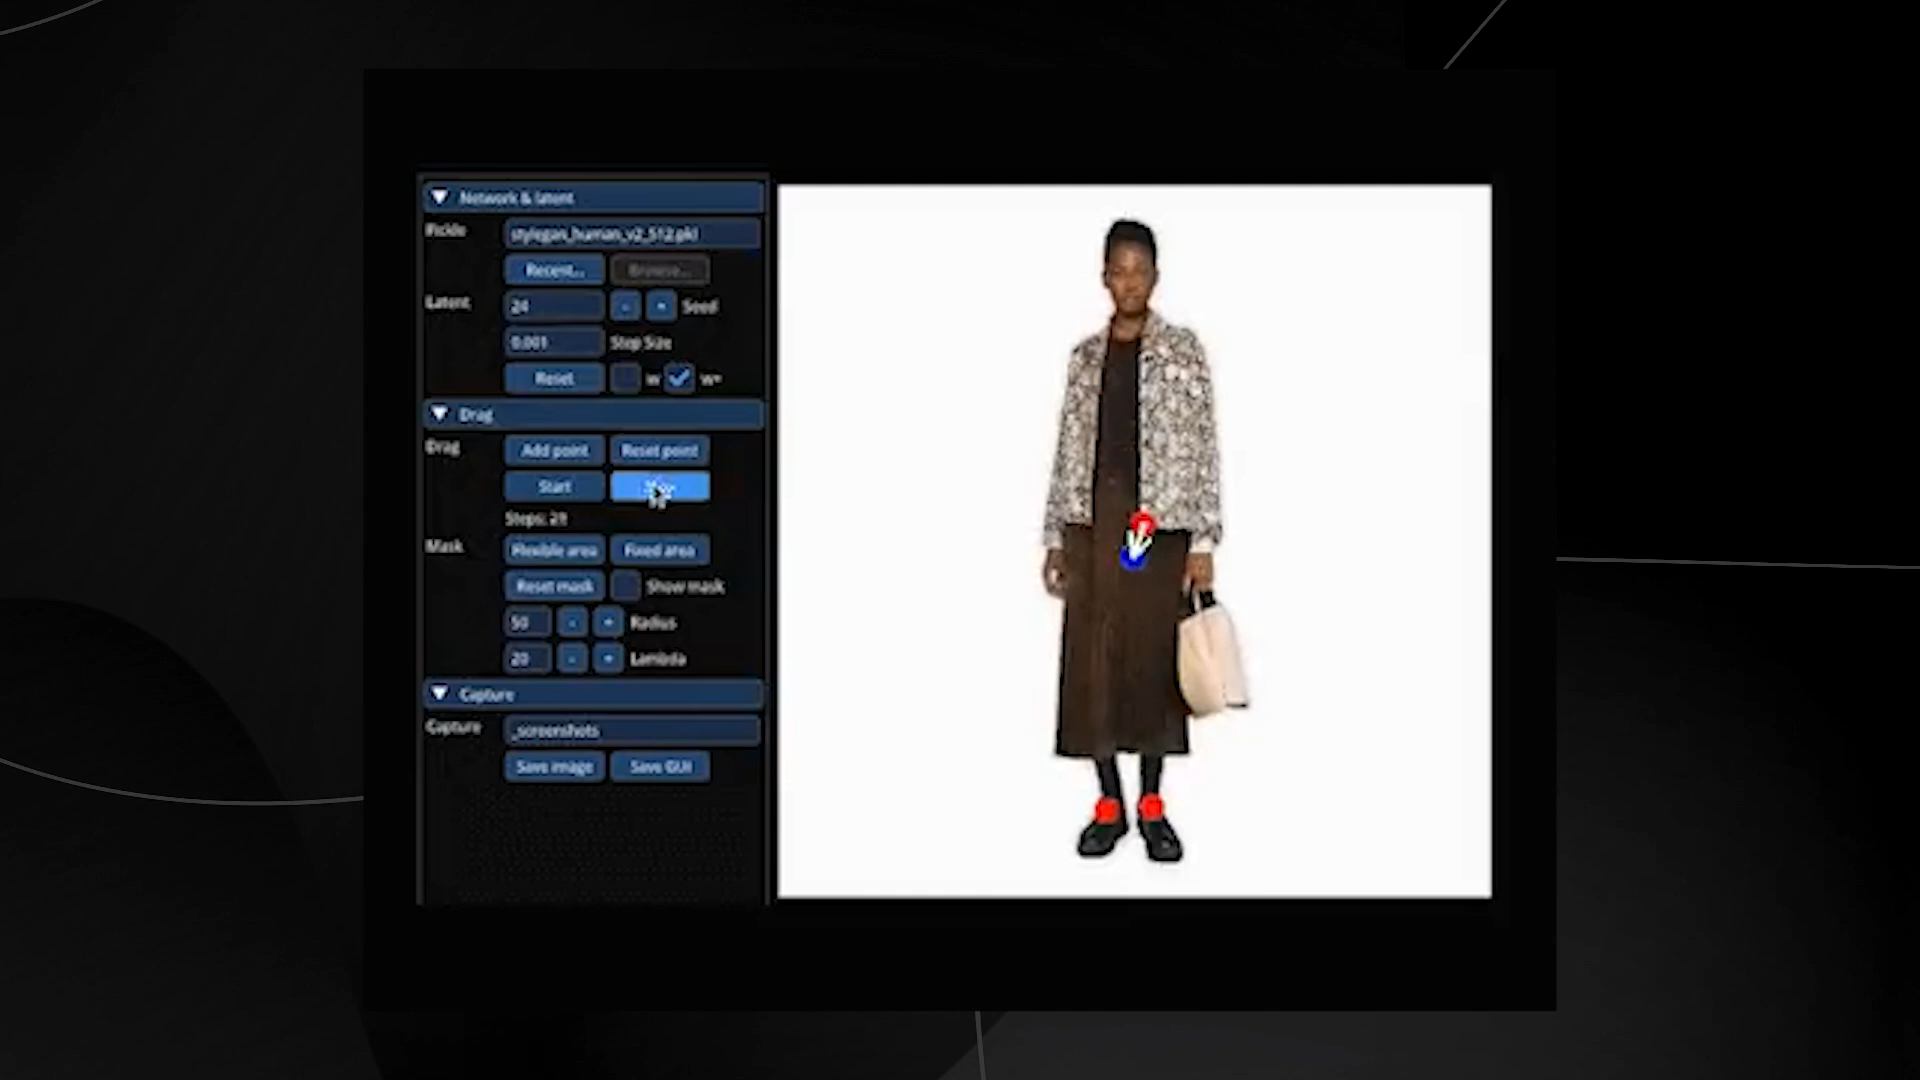 Network & latent
Pickle
stylegan_human_v2_512.pkl
Recent...
Browse...
Latent
24
-
+
Seed
0.001
Step Size
Reset
w
w+
Drag
Drag
Add point
Reset point
Start
Steps: 29
Mask
Flexible area
Fixed area
Reset mask
Show mask
50
-
+
Radius
20
-
+
Lambda
Capture
Capture
_screenshots
Save image
Save GUI